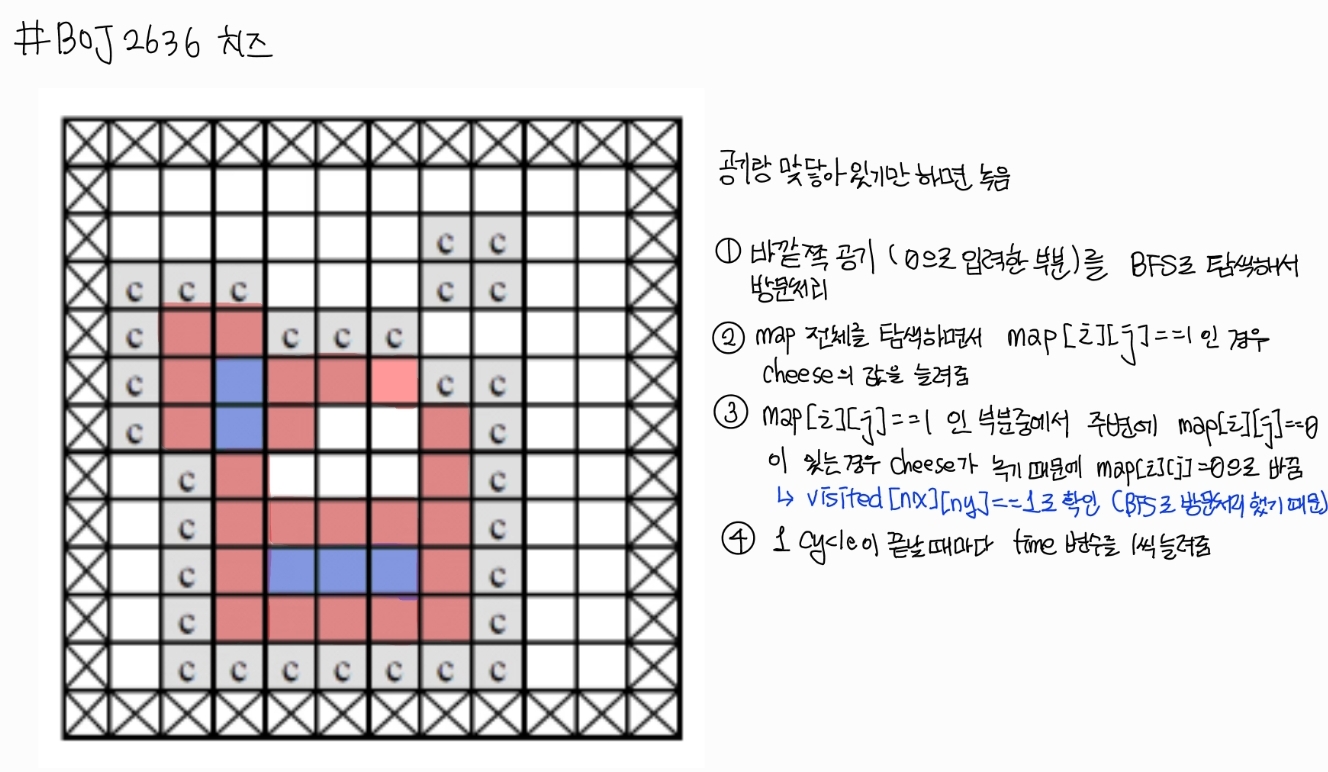 #BOJ 2636 치즈
공기랑 맞닿아 있기만 하면 녹음
① 바깥쪽 공기 (0으로 입력한 부분)를 BFS로 탐색해서
방문처리
c c
c c c c c
c c c c
② map 전체를 탐색하면서 map[i][j]==1 인 경우
cheese의 값을 늘려줌
c c c
③ map[i][j]==1 인 부분중에서 주변에 map[i][j]==0
c c
이 있는경우 cheese가 녹기 때문에 map[i][j]=0으로 바꿈
c c
↳ visited[nx][ny]==1로 확인 (BFS로 방문처리 했기 때문)
c c
④ 1 cycle이 끝날 때마다 time 변수를 1씩 늘려줌
c c
c c
c c c c c c c